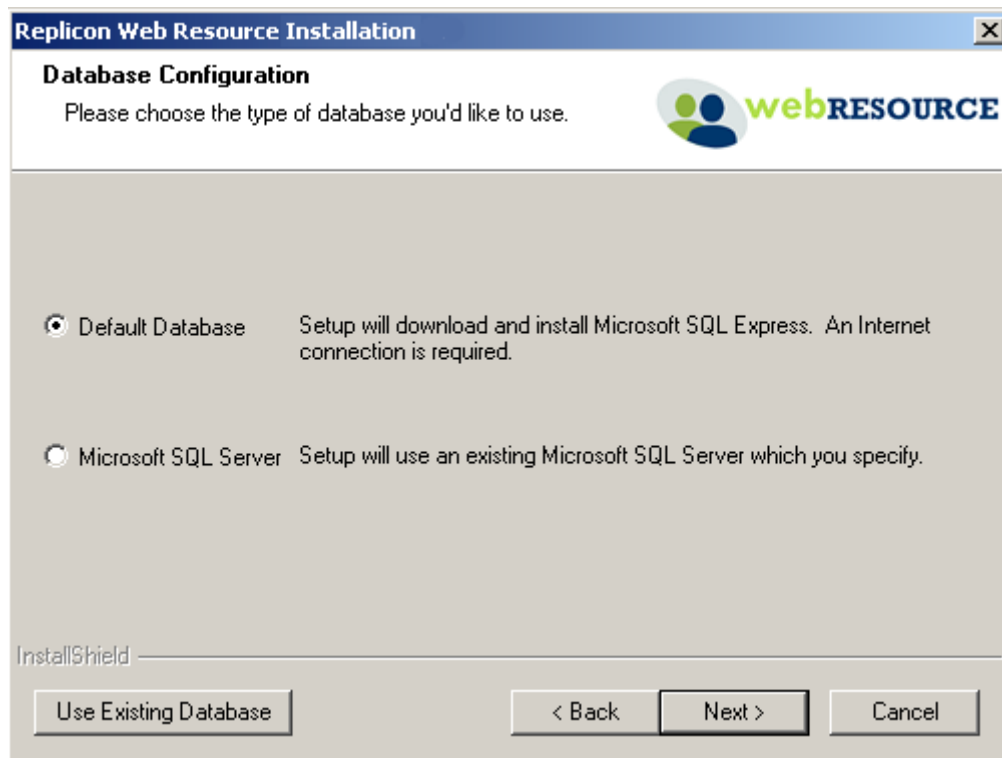 Replicon Web Resource Installation
Database Configuration
Please choose the type of database you'd like to use.
webRESOURCE
Default Database
Setup will download and install Microsoft SQL Express. An Internet
connection is required.
Microsoft SQL Server
Setup will use an existing Microsoft SQL Server which you specify.
InstallShield
Use Existing Database
< Back
Next >
Cancel